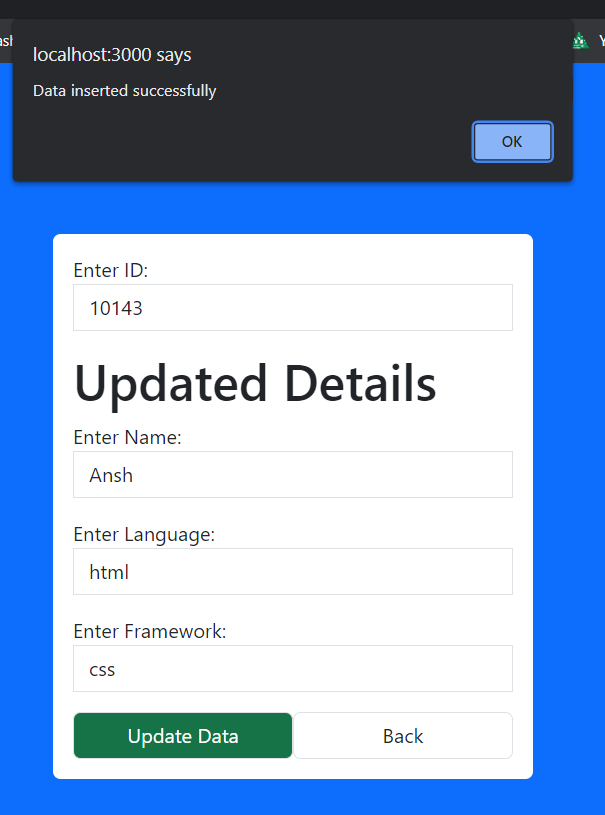 localhost:3000 says
Data inserted successfully
OK
Enter ID:
10143
Updated Details
Enter Name:
Ansh
Enter Language:
html
Enter Framework:
css
Update Data
Back